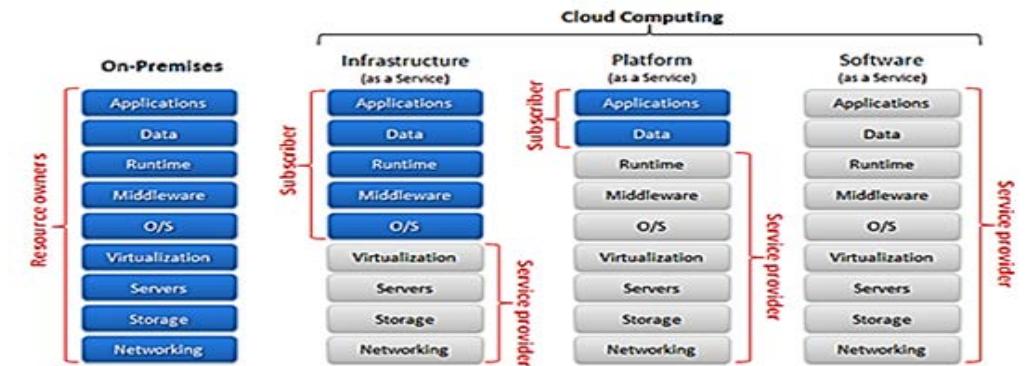 Cloud Computing
On-Premises
Infrastructure
(as a Service)
Platform
(as a Service)
Software
(as a Service)
Resource owners
Applications
Data
Runtime
Middleware
O/S
Virtualization
Servers
Storage
Networking
Subscriber
Applications
Data
Runtime
Middleware
O/S
Virtualization
Servers
Storage
Networking
Service provider
Subscriber
Applications
Data
Runtime
Middleware
O/S
Virtualization
Servers
Storage
Networking
Service provider
Applications
Data
Runtime
Middleware
O/S
Virtualization
Servers
Storage
Networking
Service provider